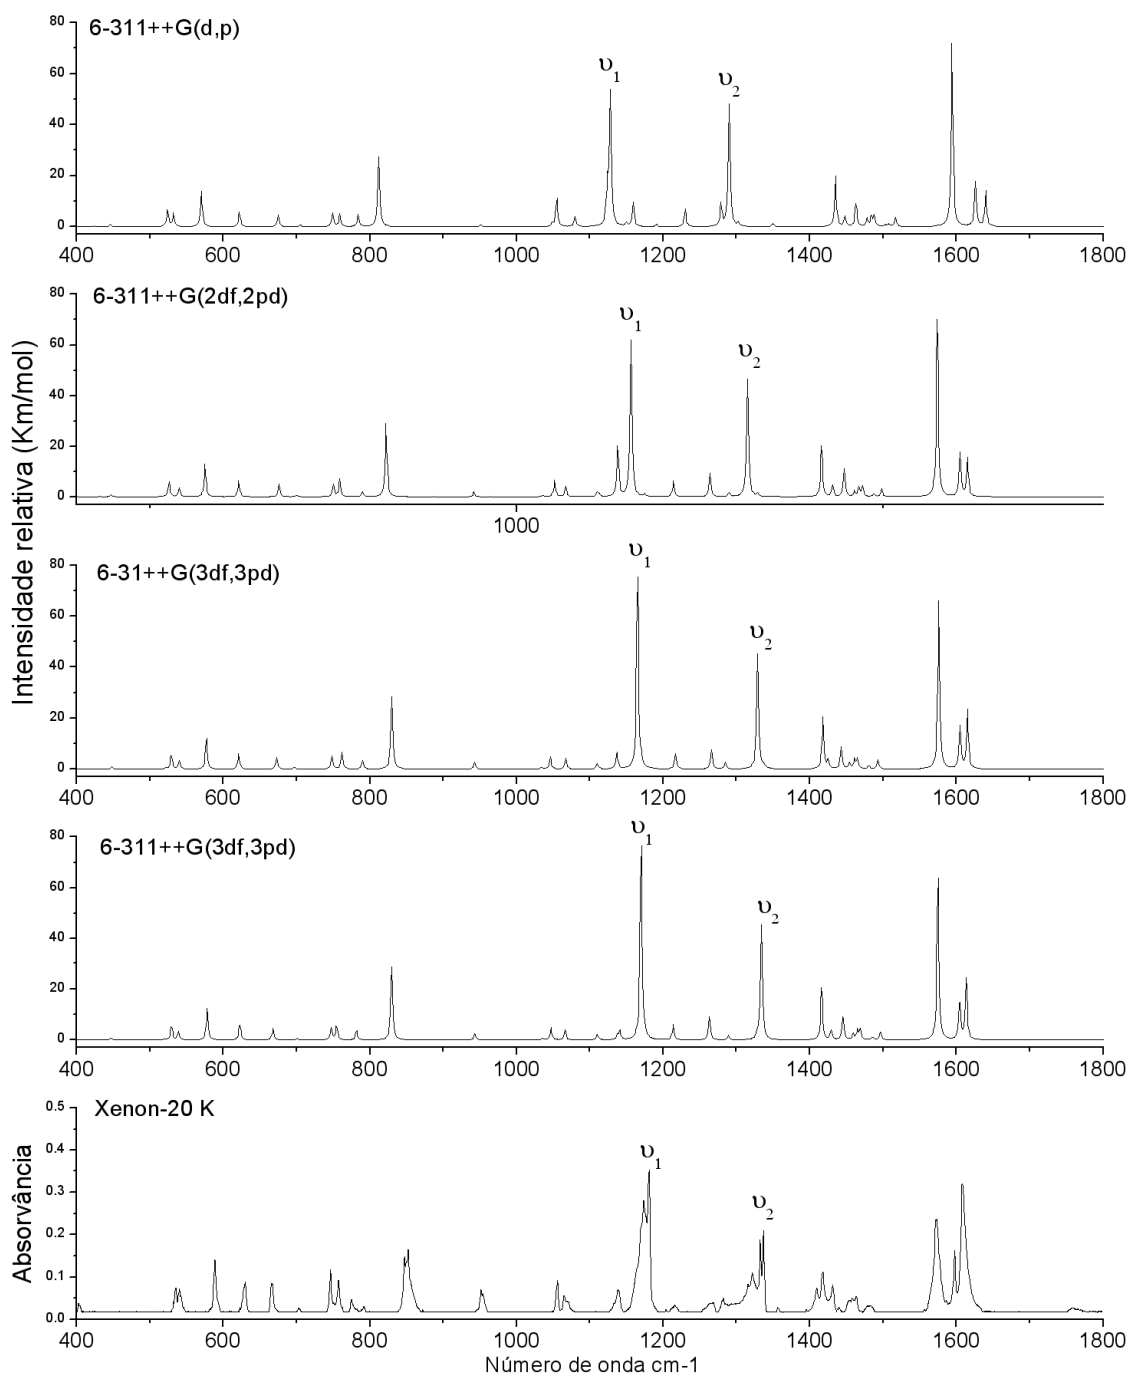 Intensidade relativa (Km/mol)
6-311++G(d,p)
υ1
υ2
80
60
40
20
0
400 600 800 1000 1200 1400 1600 1800
6-311++G(2df,2pd)
υ1
υ2
80
60
40
20
0
1000
6-31++G(3df,3pd)
υ1
υ2
80
60
40
20
0
400 600 800 1000 1200 1400 1600 1800
6-311++G(3df,3pd)
υ1
υ2
80
60
40
20
0
400 600 800 1000 1200 1400 1600 1800
Absorvância
Xenon-20 K
υ1
υ2
0.5
0.4
0.3
0.2
0.1
0.0
400 600 800 1000 1200 1400 1600 1800
Número de onda cm-1